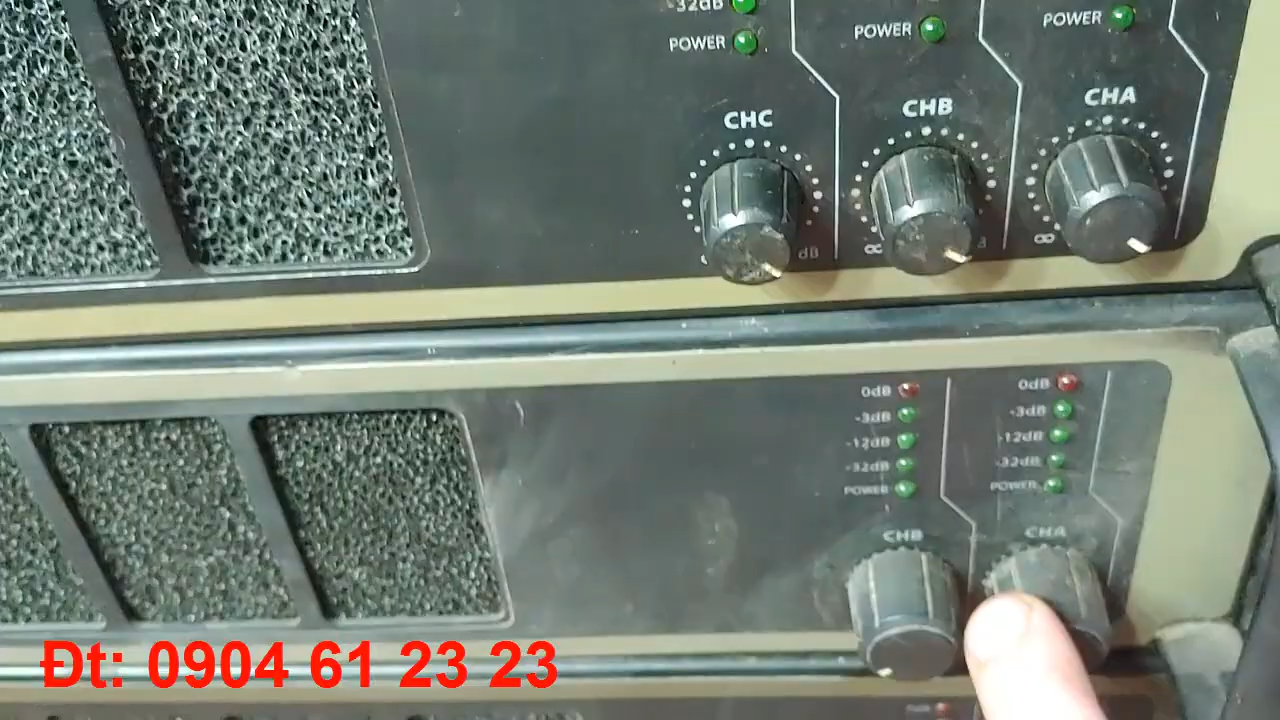 -32dB
POWER
POWER
POWER
CHC
CHB
CHA
dB
∞
∞
0dB
-3dB
-12dB
-32dB
POWER
0dB
-3dB
-12dB
-32dB
POWER
CHB
CHA
Đt: 0904 61 23 23